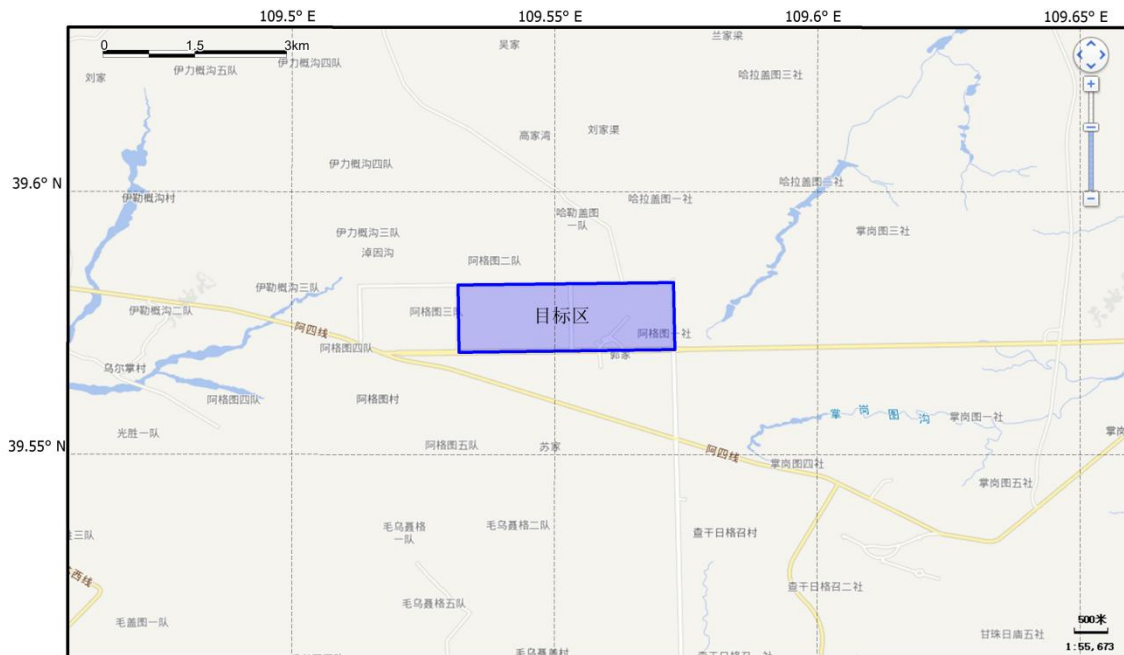 109.5° E
109.55° E
109.6° E
109.65° E
0
1.5
3km
吴家
兰家梁
刘家
伊力概沟五队
伊力概沟四队
哈拉盖图三社
高家湾
刘家渠
伊力概沟四队
39.6° N
伊勒概沟村
哈拉盖图二社
哈拉盖图一社
哈勒盖图
一队
伊力概沟三队
掌岗图三社
淖因沟
阿格图二队
伊勒概沟三队
伊勒概沟二队
阿格图三队
目标区
阿四线
阿格图一社
阿格图四队
郭家
乌尔掌村
阿格图四队
阿格图村
掌岗图沟
掌岗图一社
光胜一队
39.55° N
阿格图五队
苏家
阿四线
掌岗图四社
掌岗图五社
毛乌聂格
一队
毛乌聂格二队
查干日格召村
三队
西线
查干日格召二社
毛乌聂格五队
毛盖图一队
500米
甘珠日庙五社
1:55,673